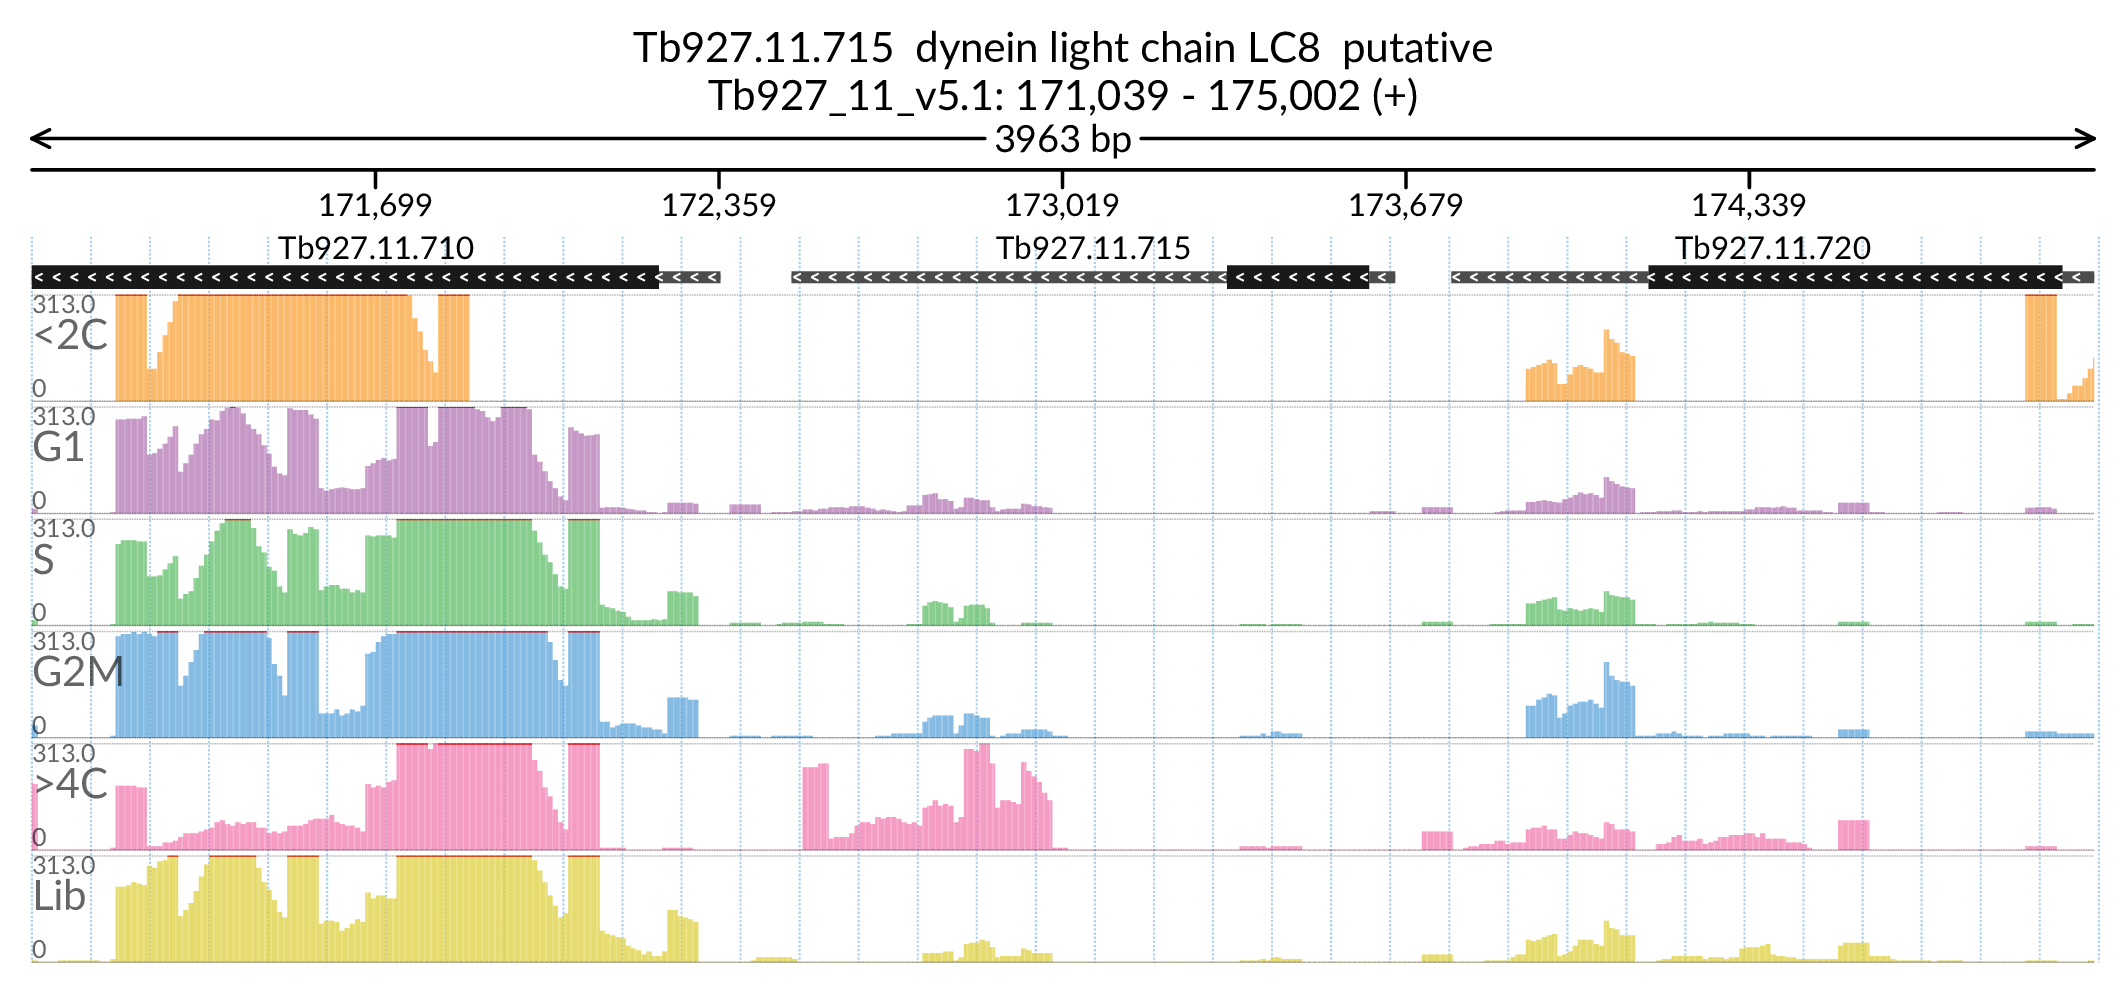 Tb927.11.715 dynein light chain LC8 putative
Tb927_11_v5.1: 171,039 - 175,002 (+)
3963 bp
171,699 172,359 173,019 173,679 174,339
Tb927.11.710 Tb927.11.715 Tb927.11.720
313.0
<2C
0
313.0
G1
0
313.0
S
0
313.0
G2M
0
313.0
>4C
0
313.0
Lib
0